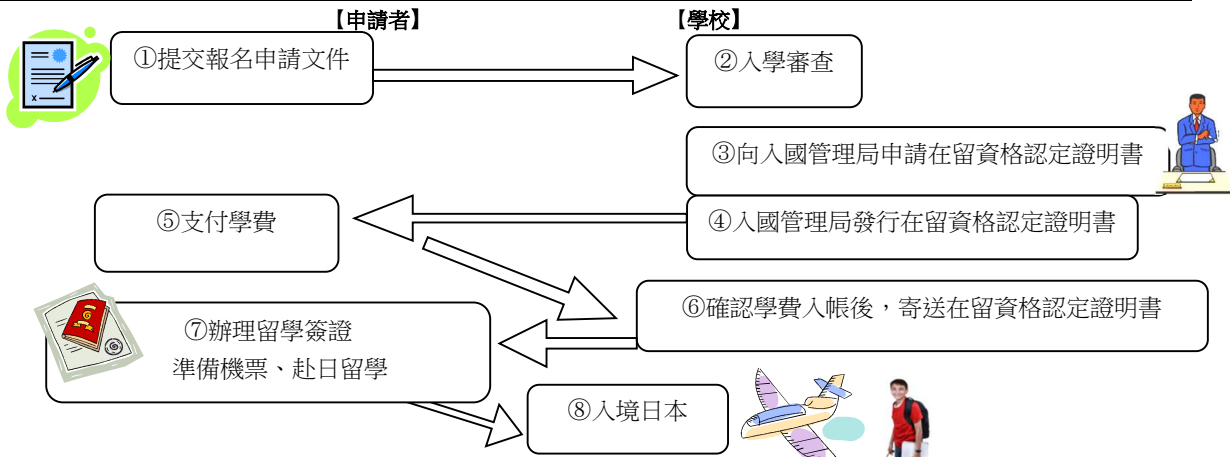 【申請者】
【學校】
①提交報名申請文件
②入學審查
③向入國管理局申請在留資格認定證明書
④入國管理局發行在留資格認定證明書
⑤支付學費
⑥確認學費入帳後，寄送在留資格認定證明書
⑦辦理留學簽證
準備機票、赴日留學
⑧入境日本